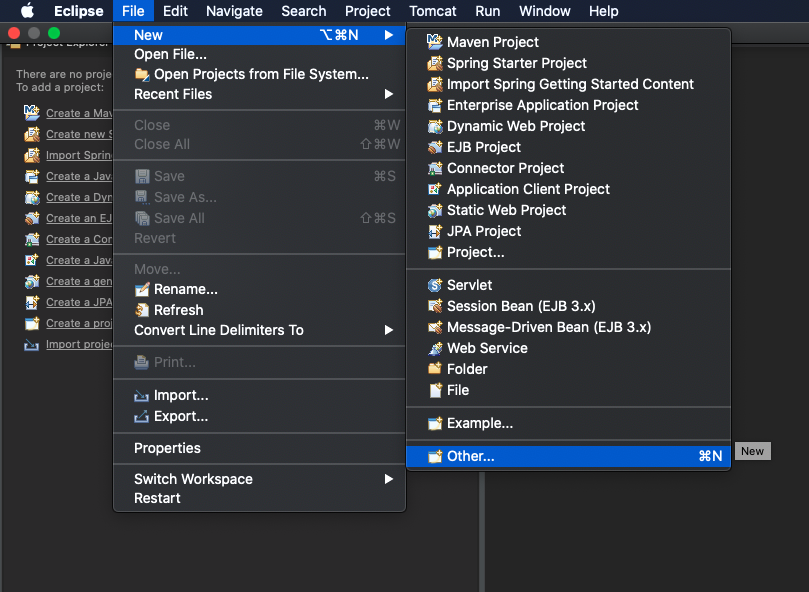 Eclipse File Edit Navigate Search Project Tomcat Run Window Help
Project Explorer
There are no proje
To add a project:
Create a Mav
Create new S
Import Spring
Create a Java
Create a Dyn
Create an EJ
Create a Con
Create a Java
Create a gen
Create a JPA
Create a proj
Import projec
New ⌥⌘N
Open File...
Open Projects from File System...
Recent Files
Close ⌘W
Close All ⇧⌘W
Save ⌘S
Save As...
Save All ⇧⌘S
Revert
Move...
Rename...
Refresh
Convert Line Delimiters To
Print...
Import...
Export...
Properties
Switch Workspace
Restart
Maven Project
Spring Starter Project
Import Spring Getting Started Content
Enterprise Application Project
Dynamic Web Project
EJB Project
Connector Project
Application Client Project
Static Web Project
JPA Project
Project...
Servlet
Session Bean (EJB 3.x)
Message-Driven Bean (EJB 3.x)
Web Service
Folder
File
Example...
Other... ⌘N
New